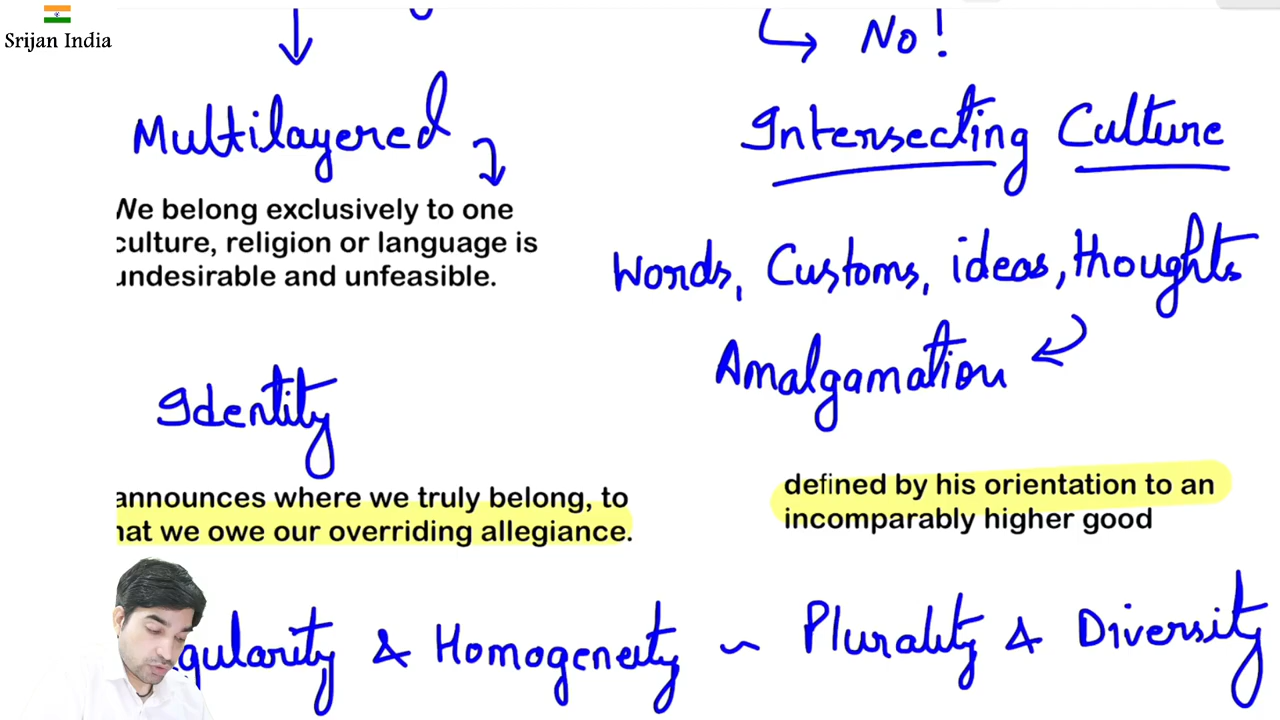 Srijan India
No!
Multilayered
Intersecting Culture
We belong exclusively to one
culture, religion or language is
undesirable and unfeasible.
Words, Customs, ideas, thoughts
Amalgamation
Identity
announces where we truly belong, to
hat we owe our overriding allegiance.
defined by his orientation to an
incomparably higher good
gularity & Homogeneity ~ Plurality & Diversity